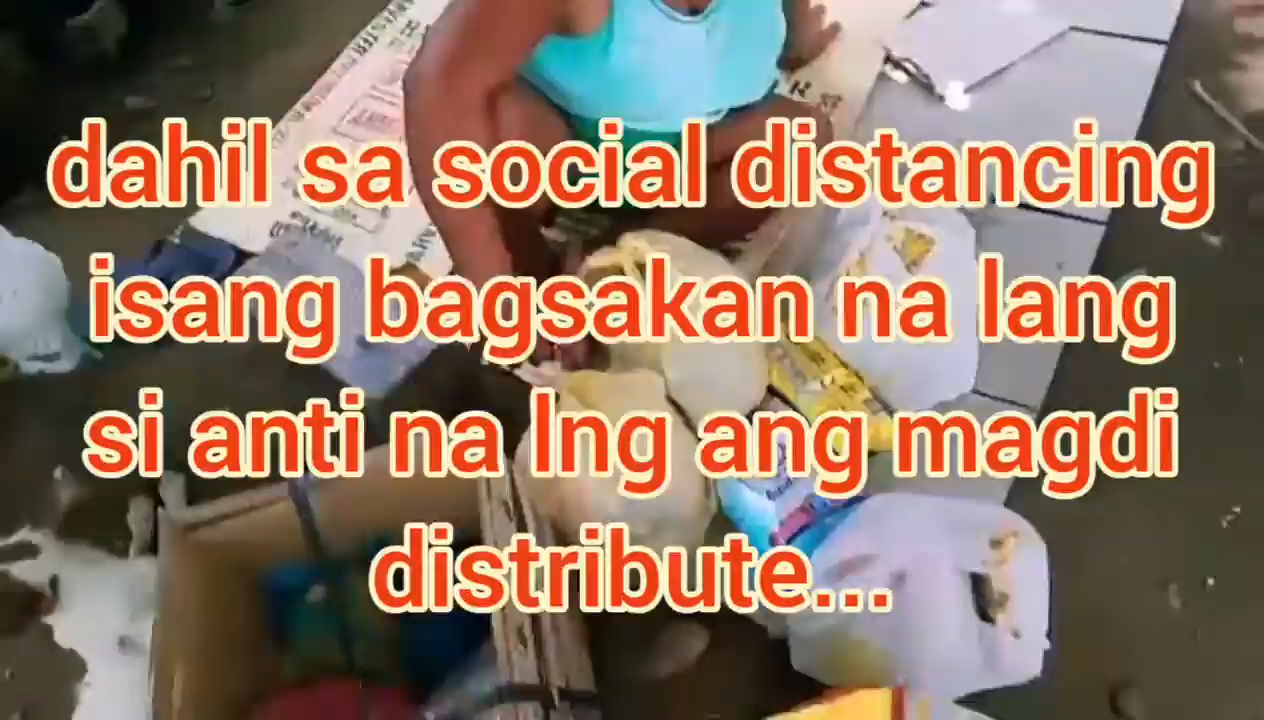 dahil sa social distancing
isang bagsakan na lang
si anti na lng ang magdi
distribute...